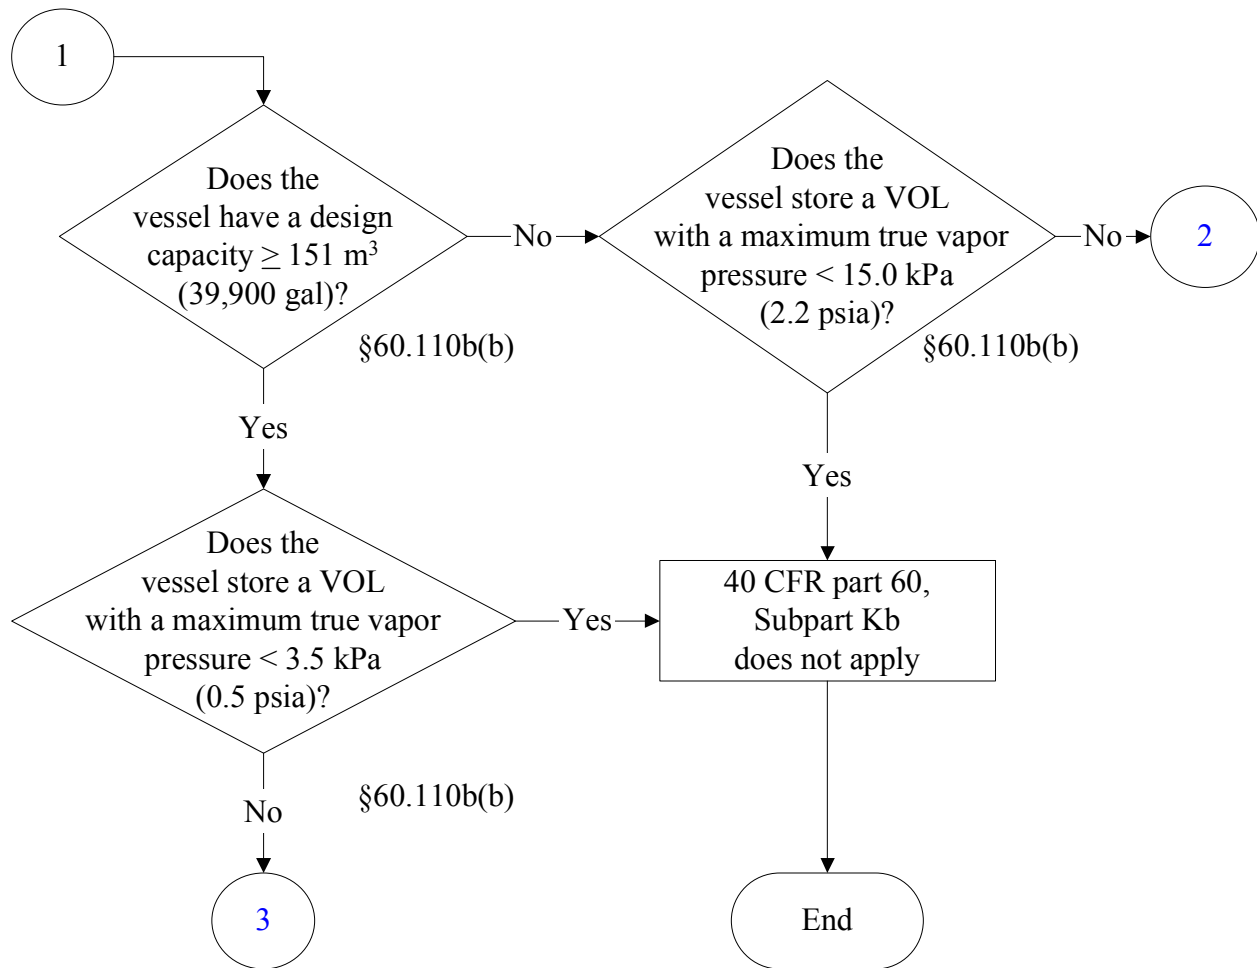 1
Does the
vessel have a design
capacity ≥ 151 m³
(39,900 gal)?
§60.110b(b)
No
Does the
vessel store a VOL
with a maximum true vapor
pressure < 15.0 kPa
(2.2 psia)?
§60.110b(b)
No
2
Yes
Yes
Does the
vessel store a VOL
with a maximum true vapor
pressure < 3.5 kPa
(0.5 psia)?
§60.110b(b)
Yes
40 CFR part 60,
Subpart Kb
does not apply
No
3
End